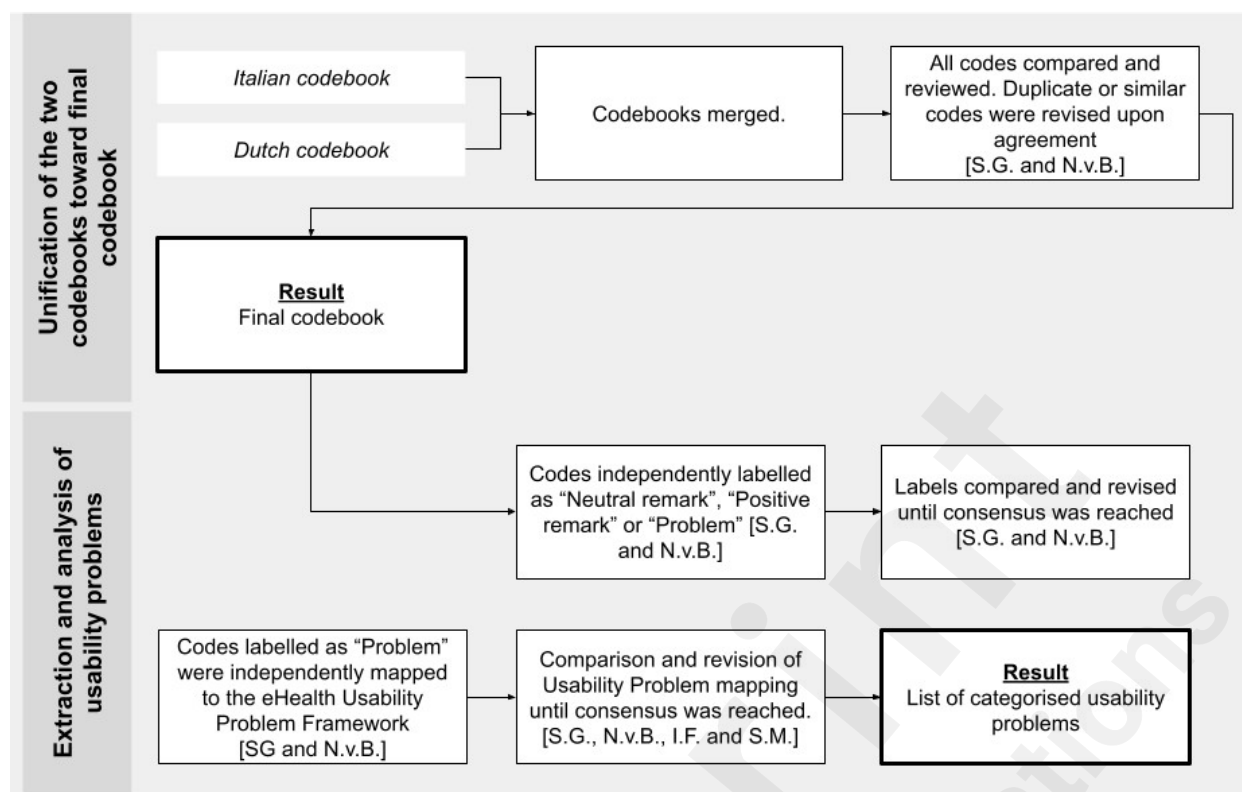 Unification of the two
codebooks toward final
codebook
Italian codebook
Dutch codebook
Codebooks merged.
All codes compared and
reviewed. Duplicate or similar
codes were revised upon
agreement
[S.G. and N.v.B.]
Result
Final codebook
Extraction and analysis of
usability problems
Codes independently labelled
as “Neutral remark”, “Positive
remark” or “Problem” [S.G.
and N.v.B.]
Labels compared and revised
until consensus was reached
[S.G. and N.v.B.]
Codes labelled as “Problem”
were independently mapped
to the eHealth Usability
Problem Framework
[SG and N.v.B.]
Comparison and revision of
Usability Problem mapping
until consensus was reached.
[S.G., N.v.B., I.F. and S.M.]
Result
List of categorised usability
problems